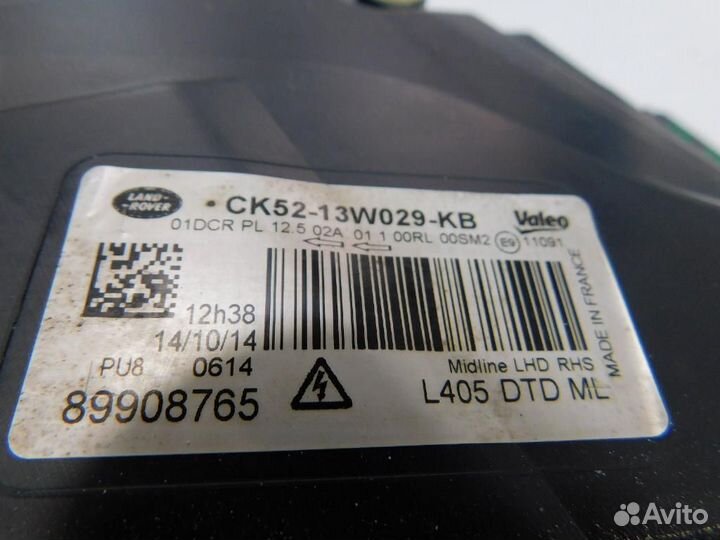 LAND-
ROVER
CK52-13W029-KB
Valeo
01DCR PL 12.5 02A 01 1 00RL 00SM2 E9 11091
12h38
14/10/14
PU8 0614
89908765
Midline LHD RHS
L405 DTD ML
MADE IN FRANCE
Avito